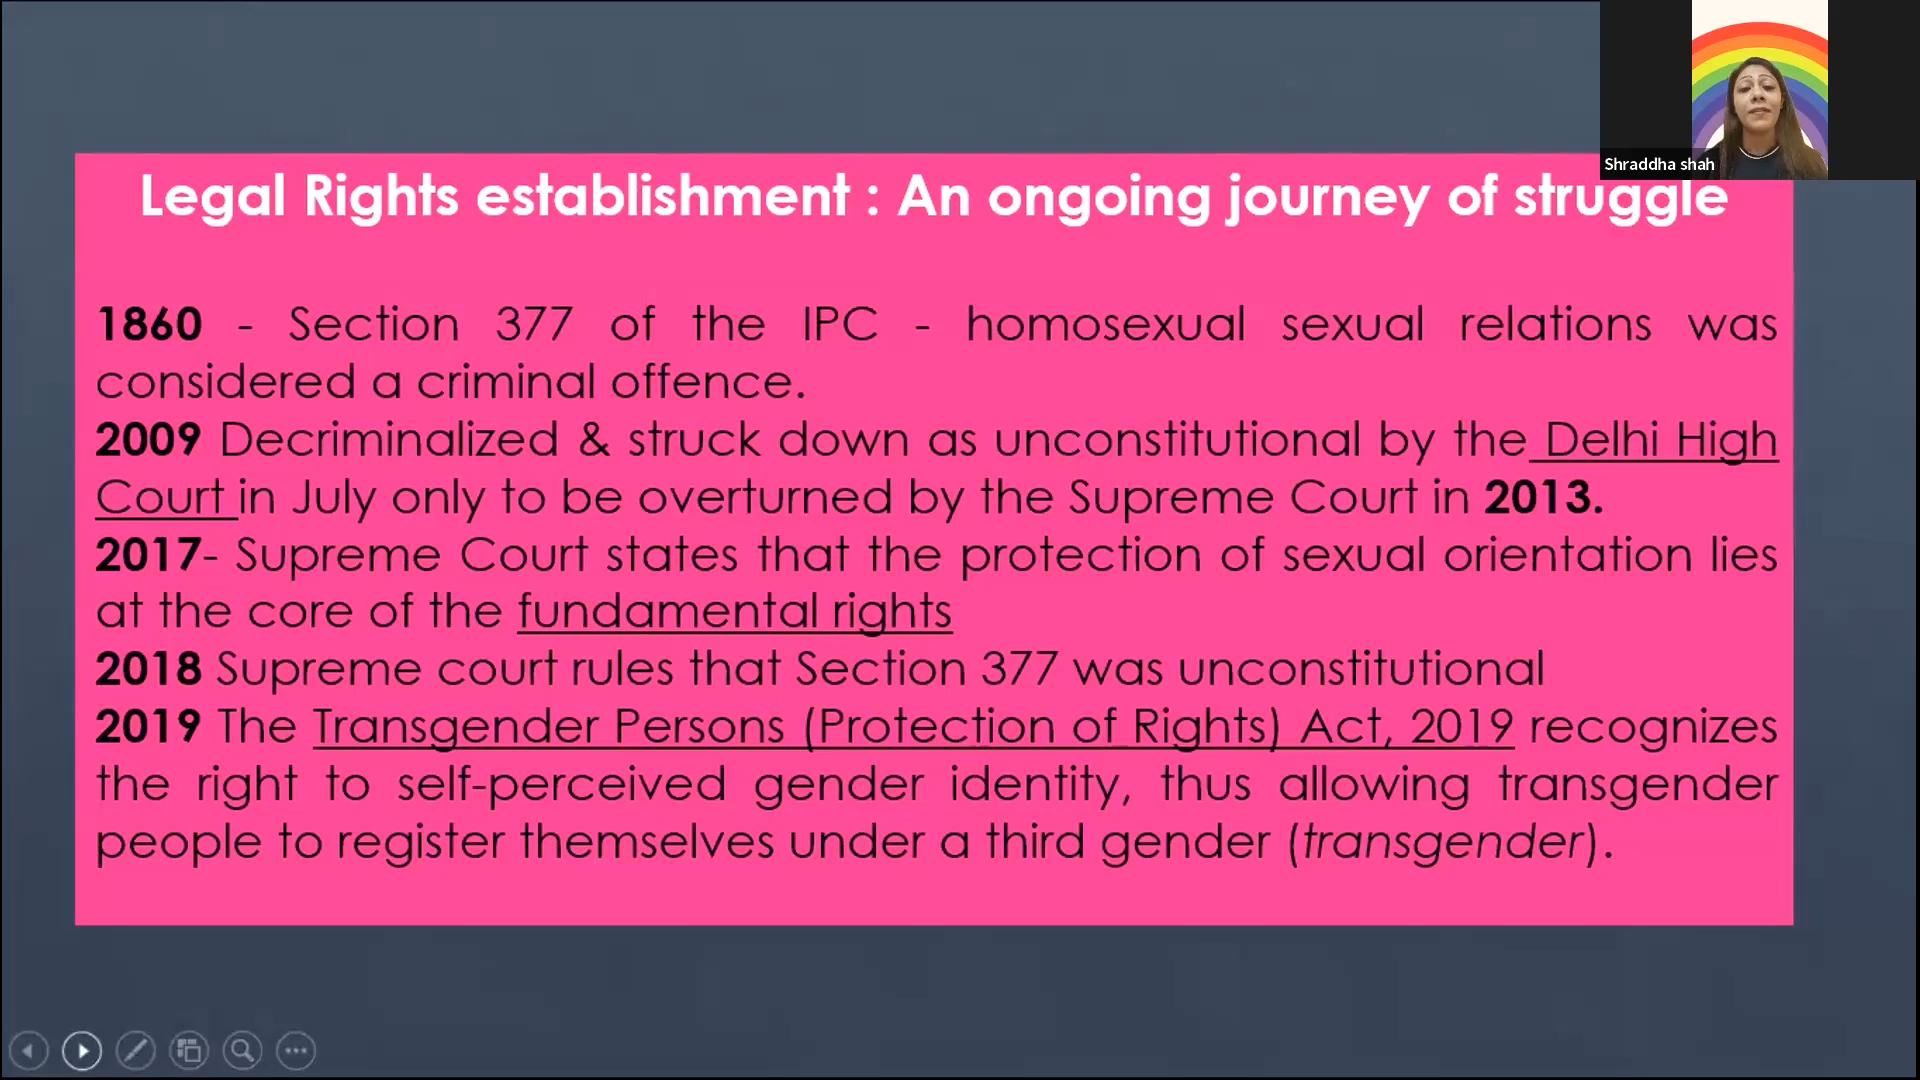 Shraddha shah
Legal Rights establishment : An ongoing journey of struggle
1860 - Section 377 of the IPC - homosexual sexual relations was
considered a criminal offence.
2009 Decriminalized & struck down as unconstitutional by the Delhi High
Court in July only to be overturned by the Supreme Court in 2013.
2017- Supreme Court states that the protection of sexual orientation lies
at the core of the fundamental rights
2018 Supreme court rules that Section 377 was unconstitutional
2019 The Transgender Persons (Protection of Rights) Act, 2019 recognizes
the right to self-perceived gender identity, thus allowing transgender
people to register themselves under a third gender (transgender).